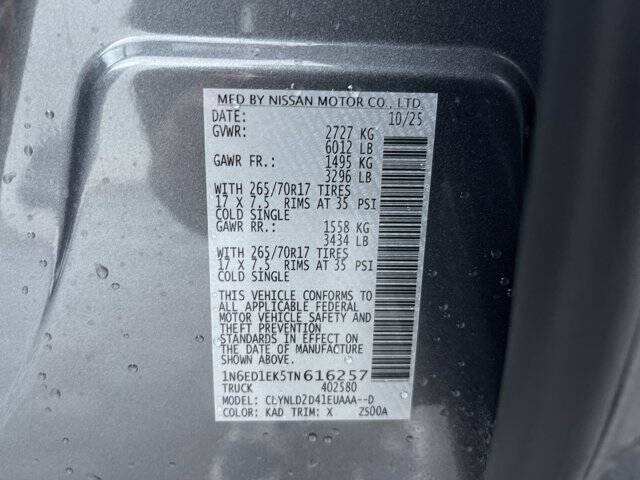 MFD BY NISSAN MOTOR CO., LTD.
DATE: 10/25
GVWR: 2727 KG
6012 LB
GAWR FR.: 1495 KG
3296 LB
WITH 265/70R17 TIRES
17 X 7.5 RIMS AT 35 PSI
COLD SINGLE
GAWR RR.: 1558 KG
3434 LB
WITH 265/70R17 TIRES
17 X 7.5 RIMS AT 35 PSI
COLD SINGLE
THIS VEHICLE CONFORMS TO
ALL APPLICABLE FEDERAL
MOTOR VEHICLE SAFETY AND
THEFT PREVENTION
STANDARDS IN EFFECT ON
THE DATE OF MANUFACTURE
SHOWN ABOVE.
1N6ED1EK5TN616257
TRUCK 402580
MODEL: CLYNLD2D41EUAAA--D
COLOR: KAD TRIM: X ZS00A